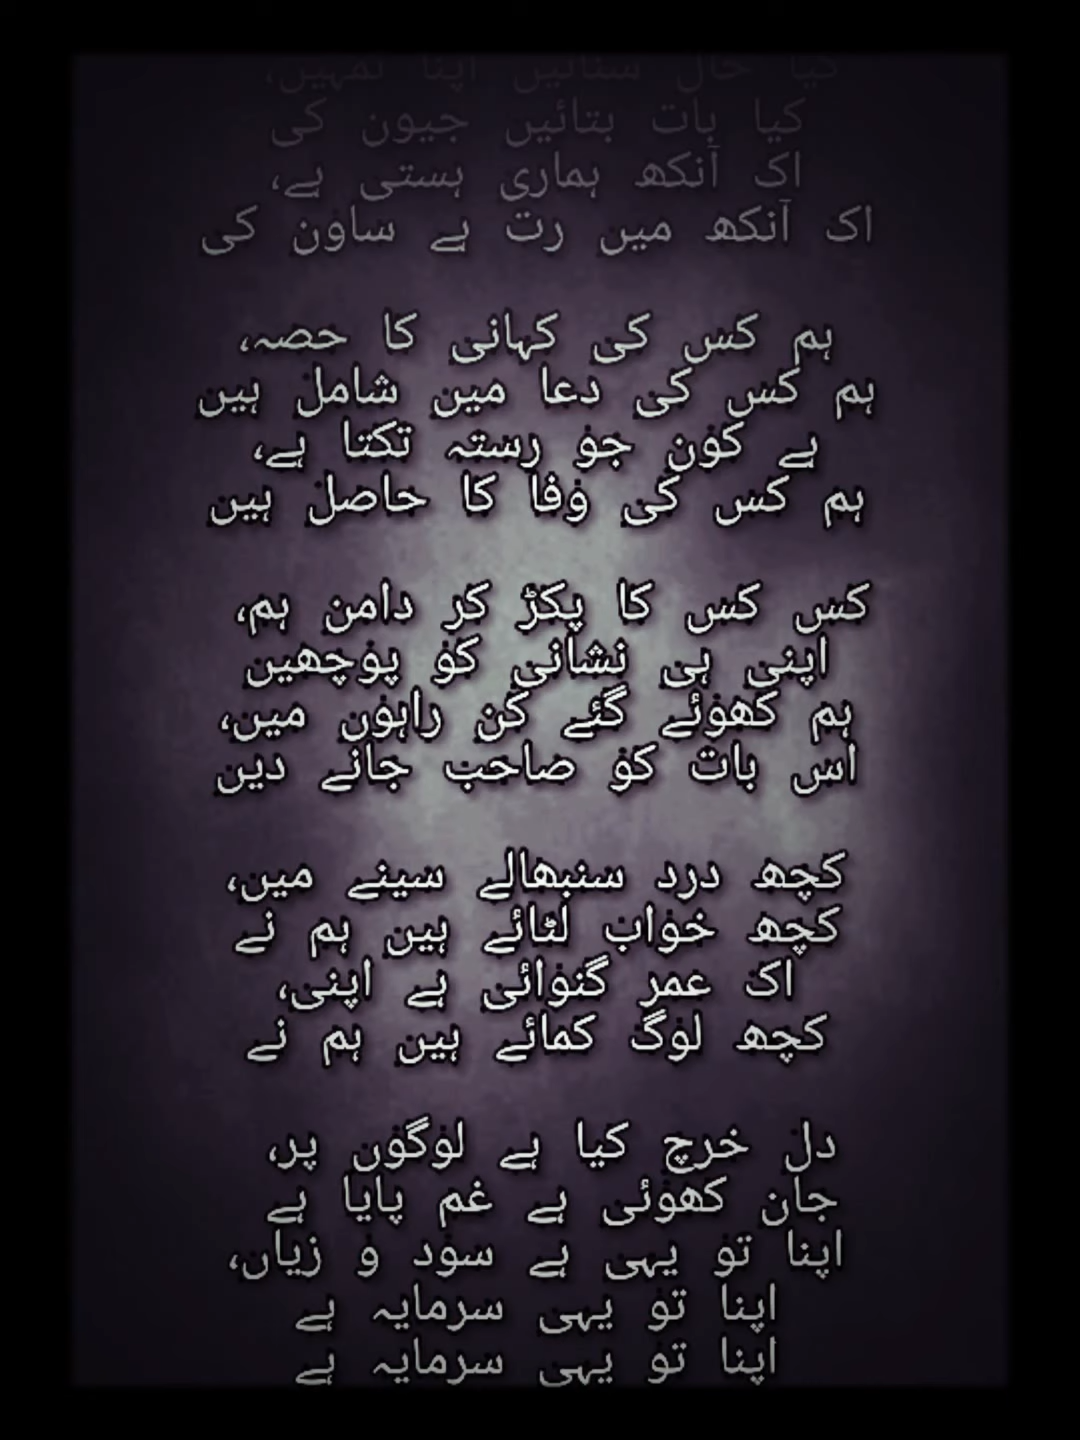 کیا حال سنائیں اپنا تمہیں،
کیا بات بتائیں جیون کی
اک آنکھ ہماری ہستی ہے،
اک آنکھ میں رت ہے ساون کی
ہم کس کی کہانی کا حصہ،
ہم کس کی دعا میں شامل ہیں
ہے کون جو رستہ تکتا ہے،
ہم کس کی وفا کا حاصل ہیں
کس کس کا پکڑ کر دامن ہم،
اپنی ہی نشانی کو پوچھیں
ہم کھوئے گئے کن راہوں میں،
اس بات کو صاحب جانے دیں
کچھ درد سنبھالے سینے میں،
کچھ خواب لٹائے ہیں ہم نے
اک عمر گنوائی ہے اپنی،
کچھ لوگ کمائے ہیں ہم نے
دل خرچ کیا ہے لوگوں پر،
جان کھوئی ہے غم پایا ہے
اپنا تو یہی ہے سود و زیاں،
اپنا تو یہی سرمایہ ہے
اپنا تو یہی سرمایہ ہے